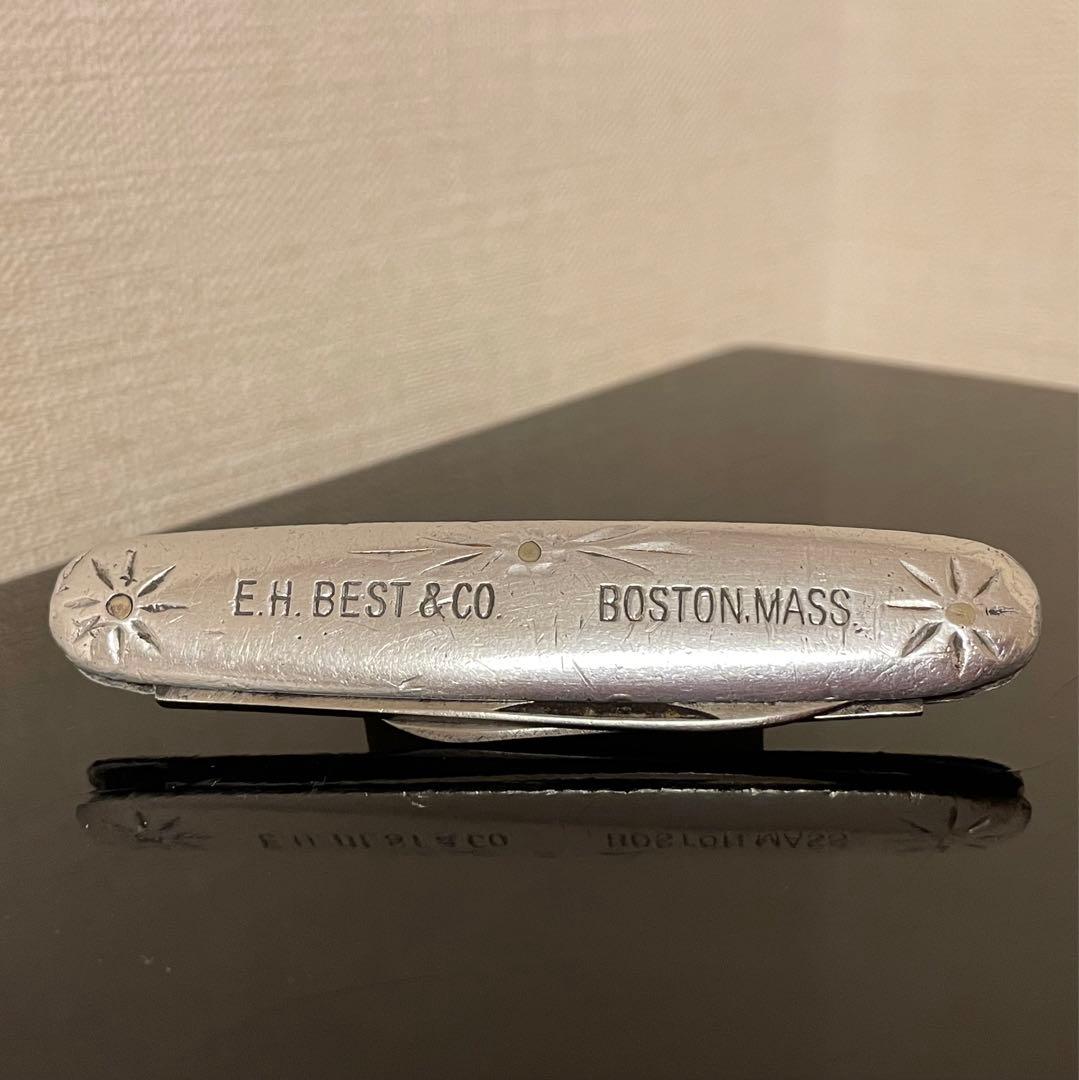 E.H. BEST & CO. BOSTON, MASS.